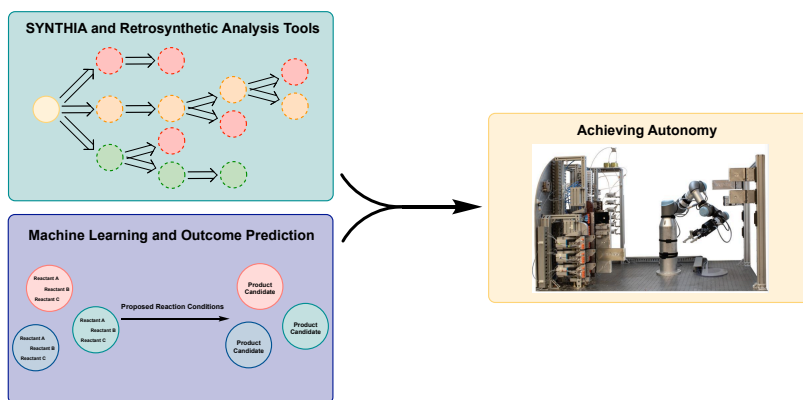 SYNTHIA and Retrosynthetic Analysis Tools
Machine Learning and Outcome Prediction
Reactant A
Reactant B
Reactant C
Reactant A
Reactant B
Reactant C
Reactant A
Reactant B
Reactant C
Proposed Reaction Conditions
Product
Candidate
Product
Candidate
Product
Candidate
Achieving Autonomy